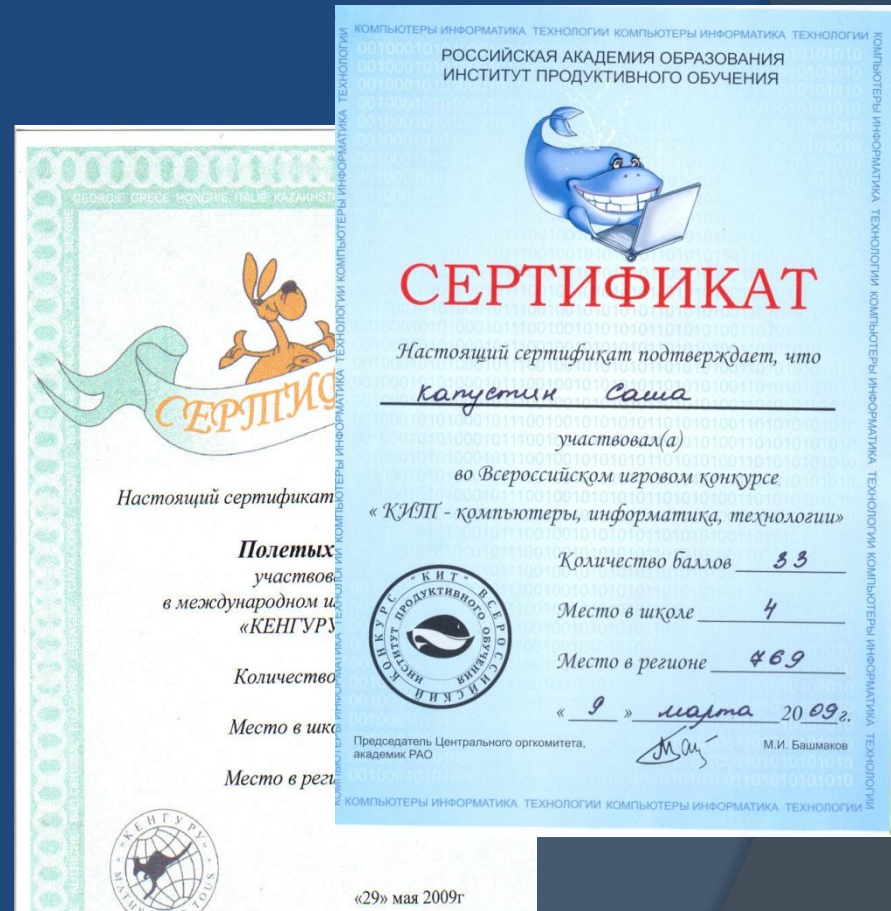 КОМПЬЮТЕРЫ ИНФОРМАТИКА ТЕХНОЛОГИИ КОМПЬЮТЕРЫ ИНФОРМАТИКА ТЕХНОЛОГИИ
РОССИЙСКАЯ АКАДЕМИЯ ОБРАЗОВАНИЯ
ИНСТИТУТ ПРОДУКТИВНОГО ОБУЧЕНИЯ
СЕРТИФИКАТ
Настоящий сертификат подтверждает, что
Капустин Саша
участвовал(а)
во Всероссийском игровом конкурсе
« КИТ - компьютеры, информатика, технологии»
Количество баллов 33
Место в школе 4
Место в регионе 469
« 9 » марта 20 09 г.
КОНКУРС "КИТ" ВСЕРОССИЙСКИЙ
ИНСТИТУТ ПРОДУКТИВНОГО ОБУЧЕНИЯ
Председатель Центрального оргкомитета,
академик РАО
М.И. Башмаков
КОМПЬЮТЕРЫ ИНФОРМАТИКА ТЕХНОЛОГИИ КОМПЬЮТЕРЫ ИНФОРМАТИКА ТЕХНОЛОГИИ
GEORGIE GRECE HONGRIE ITALIE
Настоящий сертификат
Полетых
участвова
в международном
«КЕНГУРУ
Количество
Место в шко
Место в реги
"КЕНГУРУ"
«29» мая 2009г